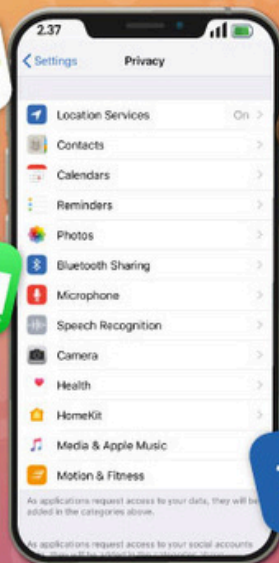 2.37
Settings
Privacy
Location Services
On
Contacts
Calendars
Reminders
Photos
Bluetooth Sharing
Microphone
Speech Recognition
Camera
Health
HomeKit
Media & Apple Music
Motion & Fitness
As applications request access to your data, they will be
added in the categories above.
As applications request access to your social accounts